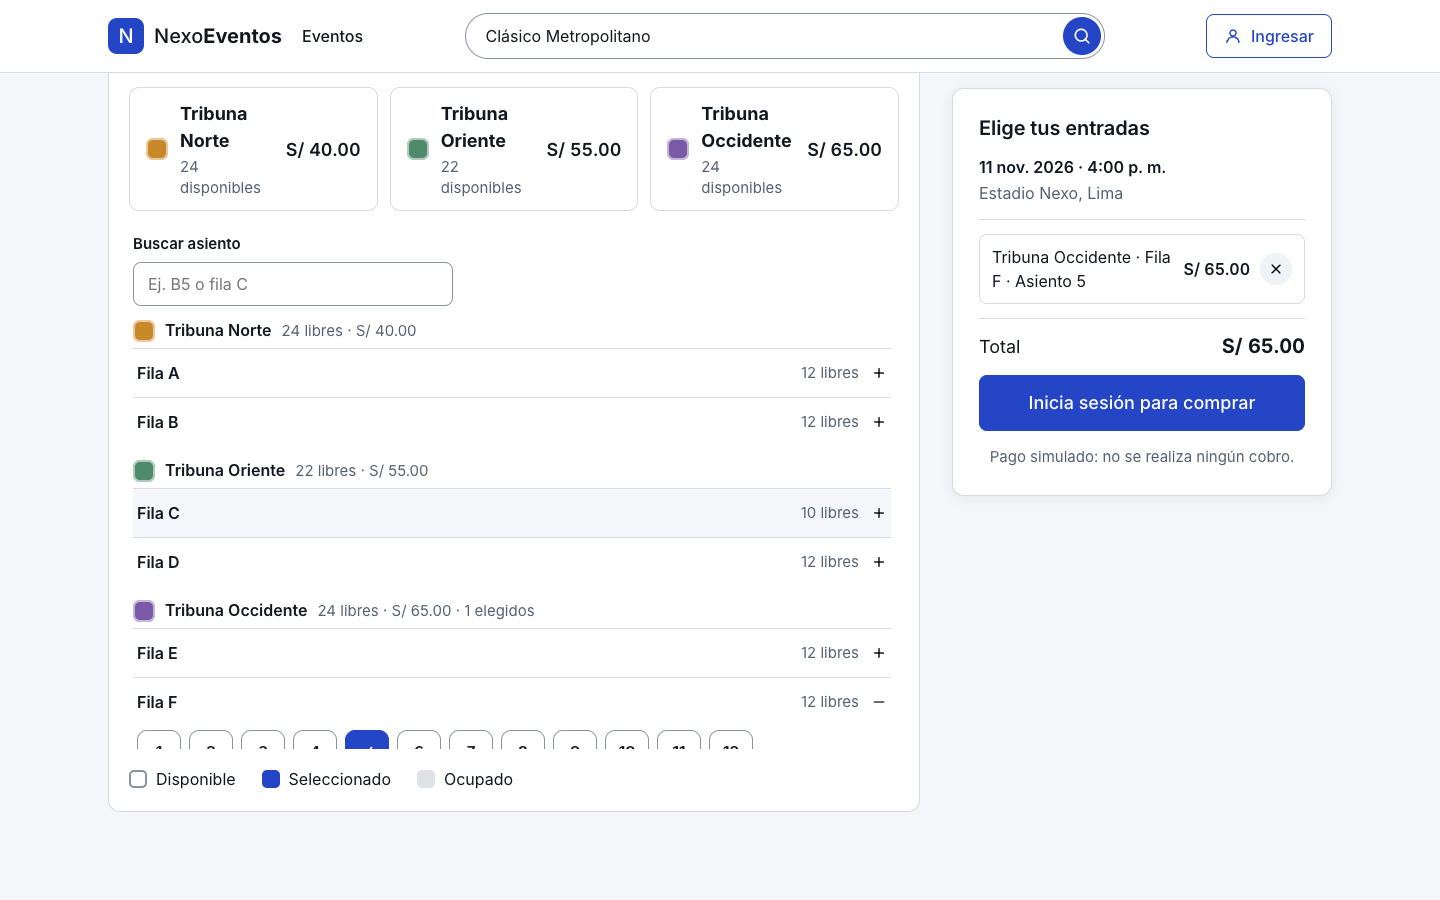 N NexoEventos Eventos Clásico Metropolitano Ingresar
Tribuna Norte
24 disponibles
S/ 40.00
Tribuna Oriente
22 disponibles
S/ 55.00
Tribuna Occidente
24 disponibles
S/ 65.00
Buscar asiento
Ej. B5 o fila C
Tribuna Norte 24 libres · S/ 40.00
Fila A 12 libres +
Fila B 12 libres +
Tribuna Oriente 22 libres · S/ 55.00
Fila C 10 libres +
Fila D 12 libres +
Tribuna Occidente 24 libres · S/ 65.00 · 1 elegidos
Fila E 12 libres +
Fila F 12 libres −
Disponible Seleccionado Ocupado
Elige tus entradas
11 nov. 2026 · 4:00 p. m.
Estadio Nexo, Lima
Tribuna Occidente · Fila
F · Asiento 5
S/ 65.00 ×
Total S/ 65.00
Inicia sesión para comprar
Pago simulado: no se realiza ningún cobro.